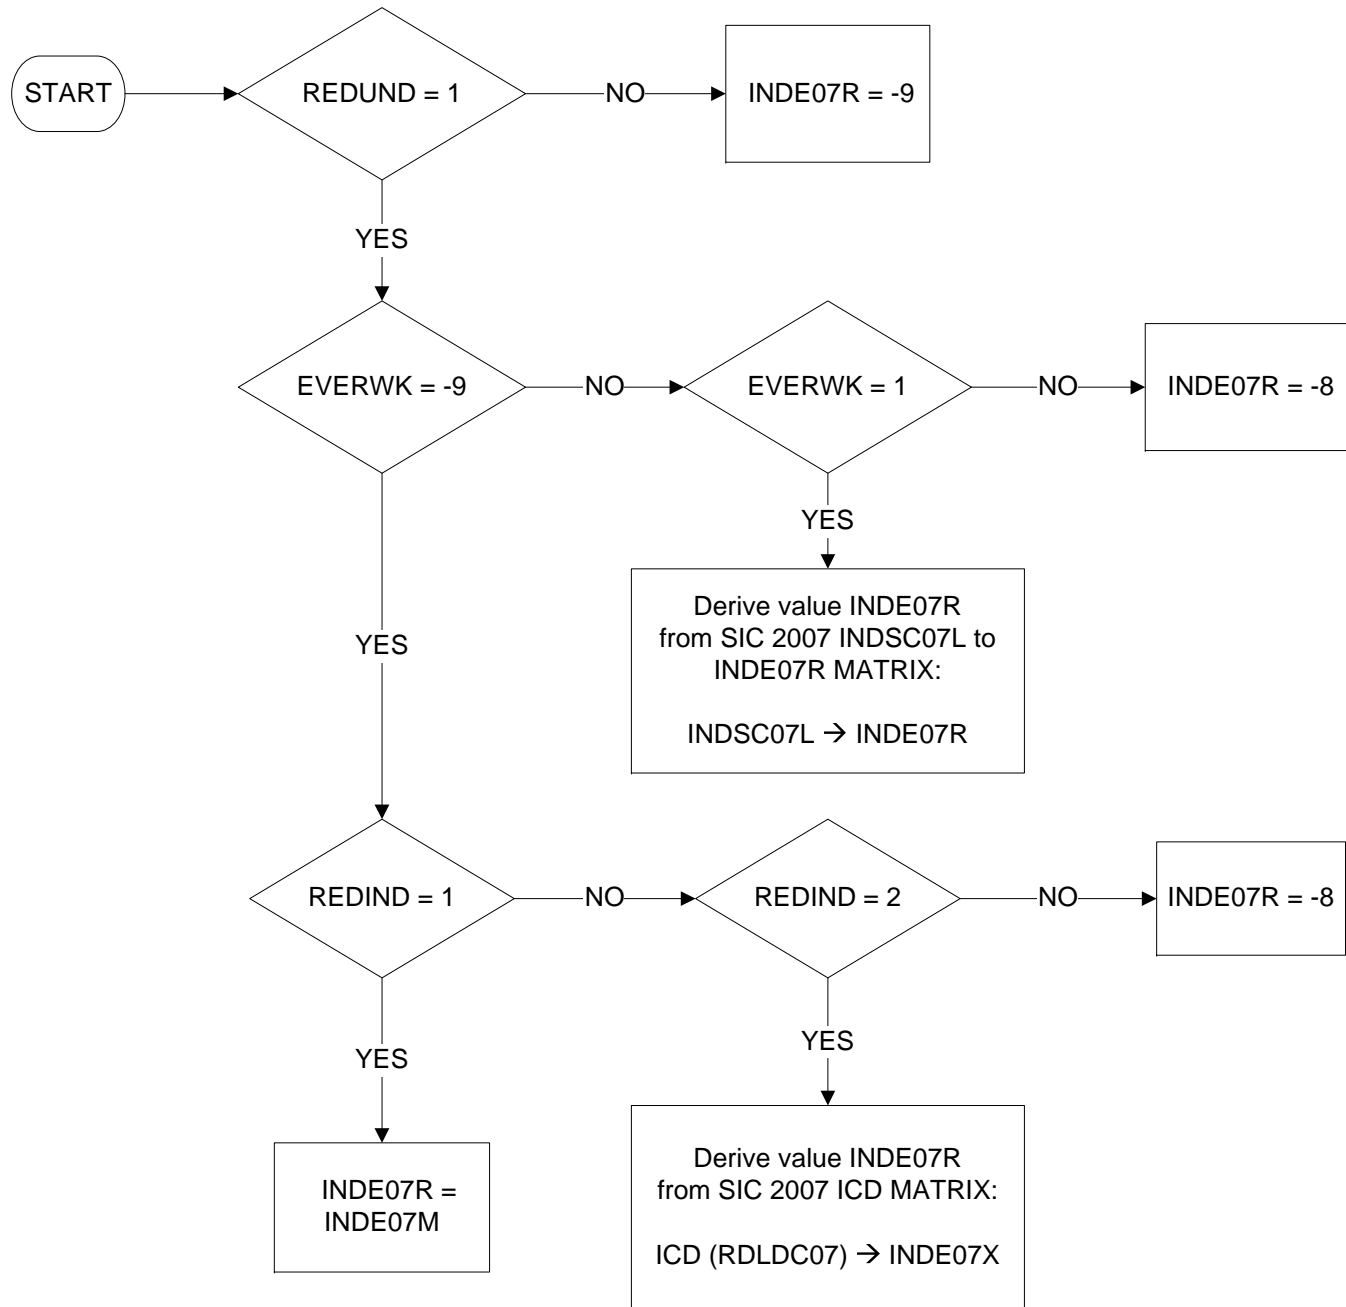 START
REDUND = 1
NO
INDE07R = -9
YES
EVERWK = -9
NO
EVERWK = 1
NO
INDE07R = -8
YES
Derive value INDE07R
from SIC 2007 INDSC07L to
INDE07R MATRIX:
INDSC07L → INDE07R
YES
REDIND = 1
NO
REDIND = 2
NO
INDE07R = -8
YES
INDE07R =
INDE07M
YES
Derive value INDE07R
from SIC 2007 ICD MATRIX:
ICD (RDLDC07) → INDE07X